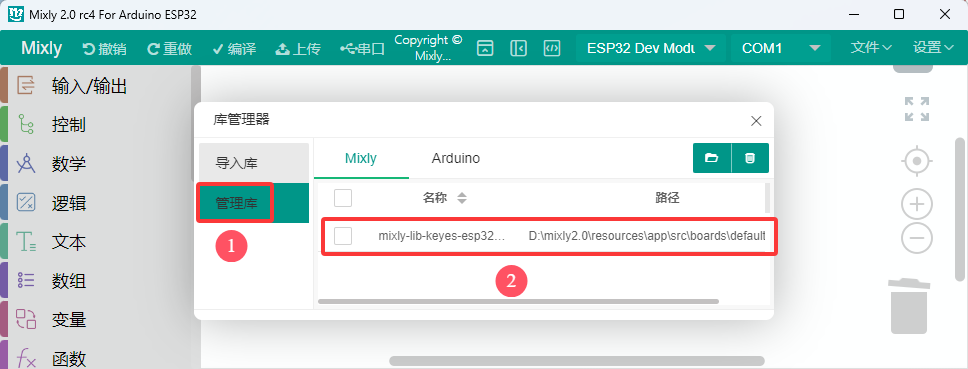 Mixly 2.0 rc4 For Arduino ESP32
Mixly 撤销 重做 编译 上传 串口 Copyright © Mixly... ESP32 Dev Modu COM1 文件 设置
输入/输出
控制
数学
逻辑
文本
数组
变量
函数
库管理器
导入库
管理库
1
Mixly Arduino
名称 路径
mixly-lib-keyes-esp32... D:\mixly2.0\resources\app\src\boards\default
2